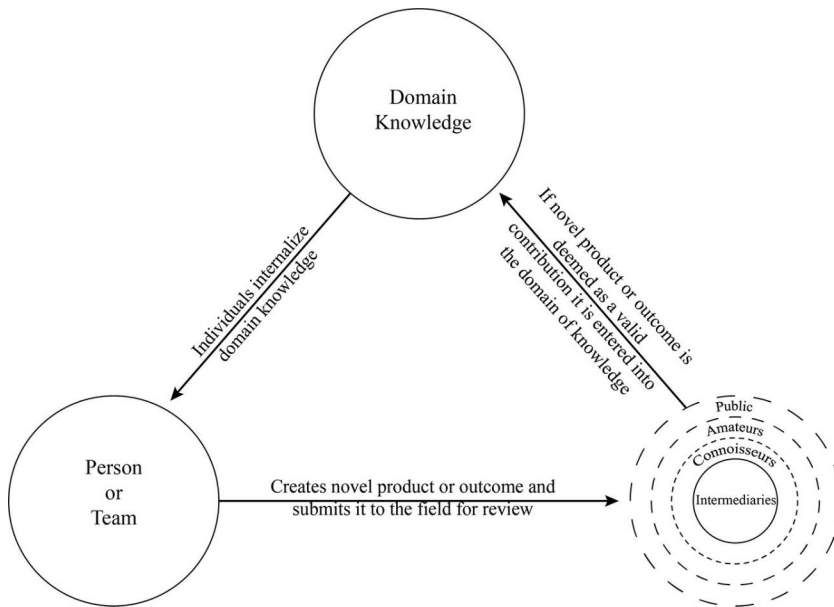 Domain
Knowledge
Individuals internalize
domain knowledge
If novel product or outcome is
deemed as a valid
contribution it is entered into
the domain of knowledge
Person
or
Team
Creates novel product or outcome and
submits it to the field for review
Public
Amateurs
Connoisseurs
Intermediaries